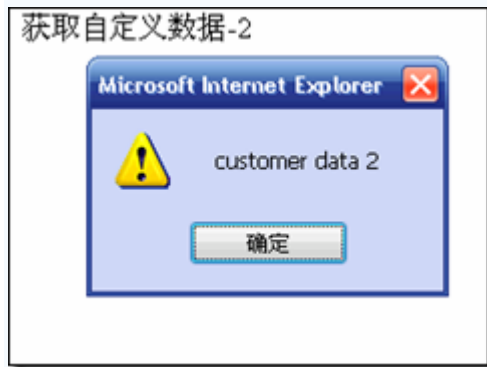 获取自定义数据-2
Microsoft Internet Explorer
customer data 2
确定